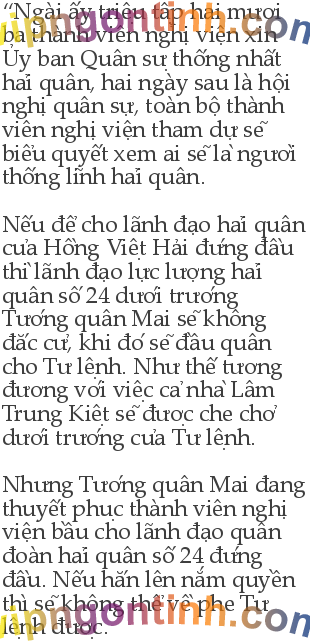 “Ngài ấy triệu tập hai mươi
ba thành viên nghị viện xin
Ủy ban Quân sự thống nhất
hải quân, hai ngày sau là hội
nghị quân sự, toàn bộ thành
viên nghị viện tham dự sẽ
biểu quyết xem ai sẽ là người
thống lĩnh hải quân.
Nếu để cho lãnh đạo hải quân
của Hồng Việt Hải đứng đầu
thì lãnh đạo lực lượng hải
quân số 24 dưới trướng
Tướng quân Mai sẽ không
đắc cử, khi đó sẽ đầu quân
cho Tư lệnh. Như thế tương
đương với việc cả nhà Lâm
Trung Kiệt sẽ được che chở
dưới trướng của Tư lệnh.
Nhưng Tướng quân Mai đang
thuyết phục thành viên nghị
viện bầu cho lãnh đạo quân
đoàn hải quân số 24 đứng
đầu. Nếu hắn lên nắm quyền
thì sẽ không thể về phe Tư
lệnh được.
vipngontinh.com
vipngontinh.com